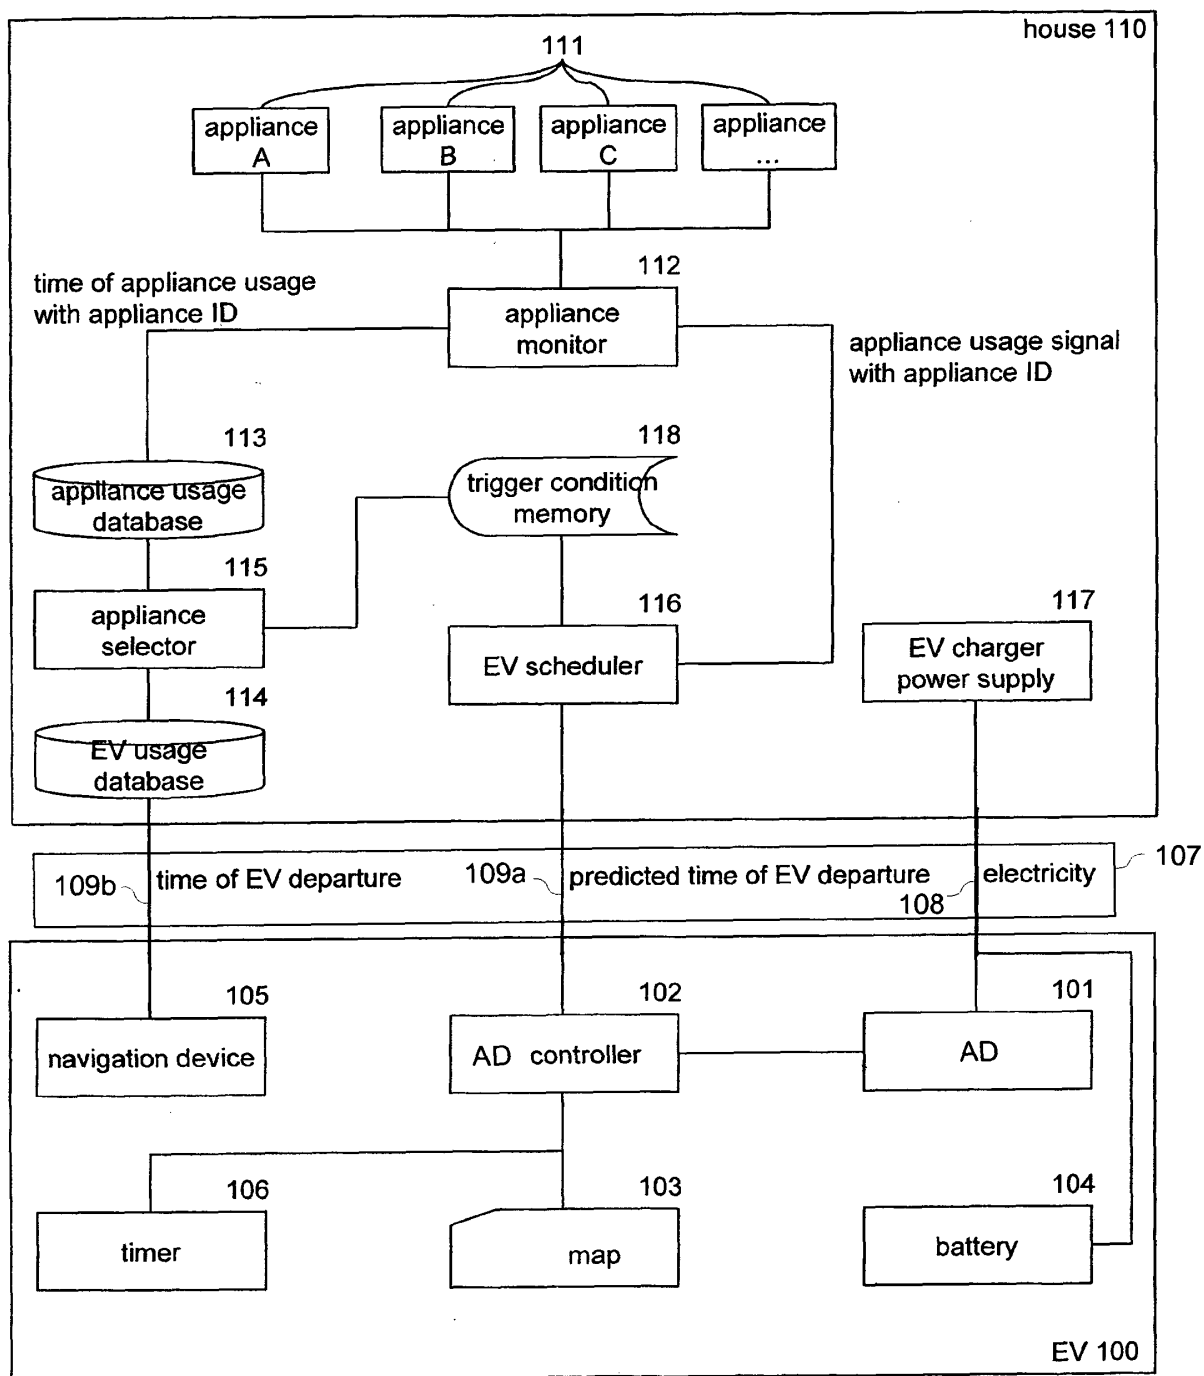 house 110
111
appliance
A
appliance
B
appliance
C
appliance
...
112
time of appliance usage
with appliance ID
appliance
monitor
appliance usage signal
with appliance ID
113
118
appliance usage
database
trigger condition
memory
115
116
117
appliance
selector
EV scheduler
EV charger
power supply
114
EV usage
database
107
109b
time of EV departure
109a
predicted time of EV departure
108
electricity
105
102
101
navigation device
AD controller
AD
106
103
104
timer
map
battery
EV 100